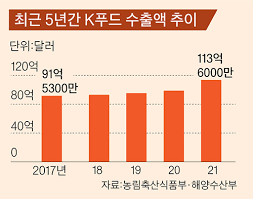 최근 5년간 K푸드 수출액 추이
단위:달러
120억
80억
40억
0
91억
5300만
113억
6000만
2017년 18 19 20 21
자료:농림축산식품부·해양수산부